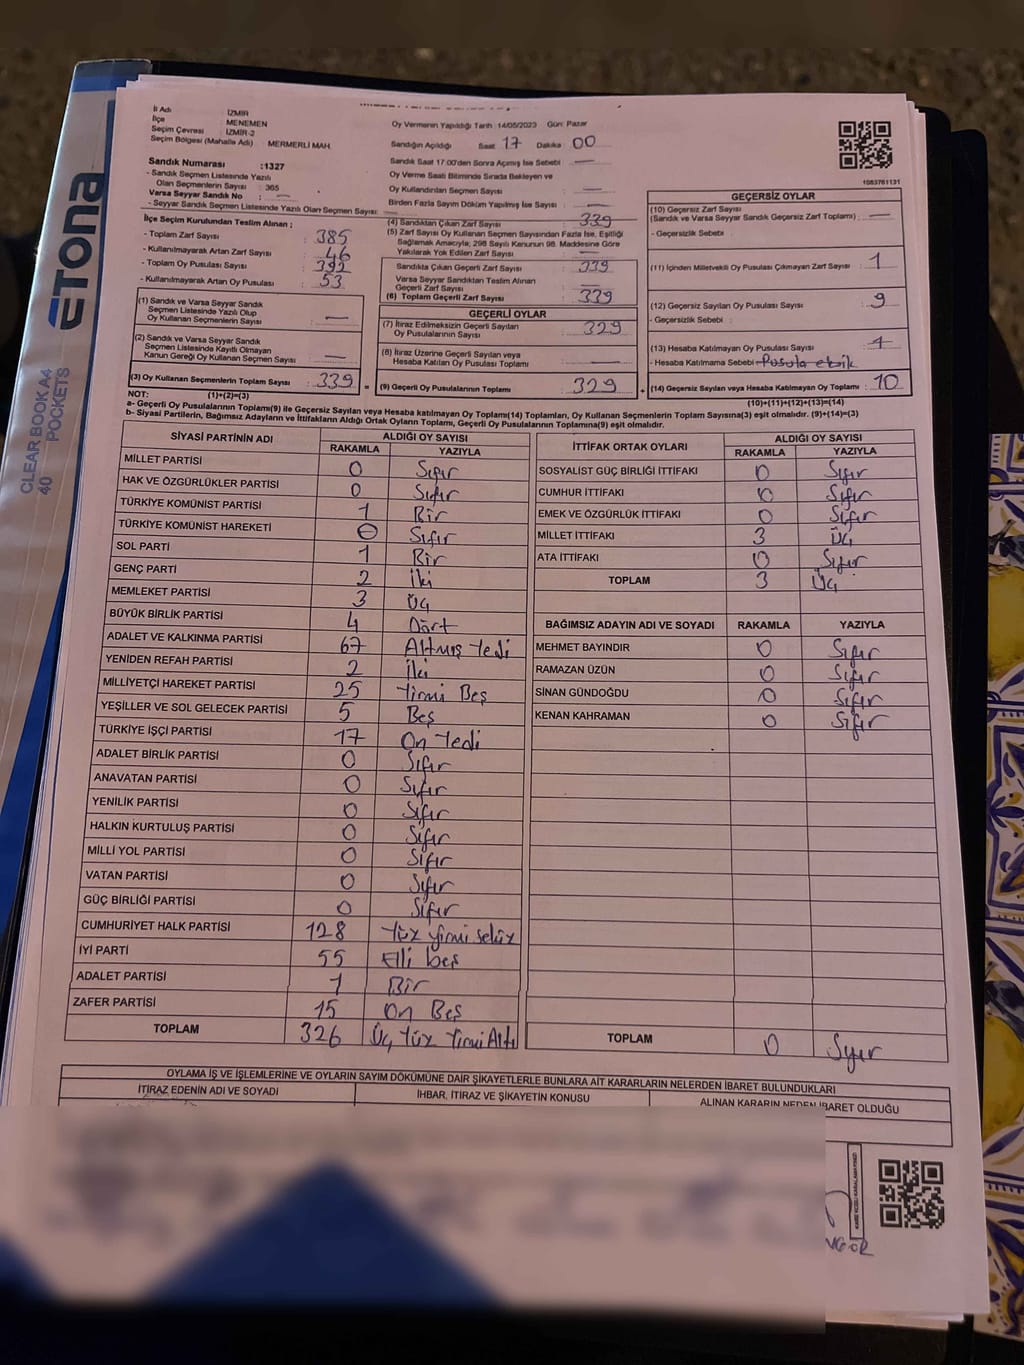 İl Adı İZMİR
İlçe MENEMEN
Seçim Çevresi İZMİR-2
Seçim Bölgesi (Mahalle Adı) MERMERLİ MAH.
Oy Vermenin Yapıldığı Tarih :14/05/2023 Gün: Pazar
Sandığın Açıldığı Saat 17 Dakika 00
Sandık Saat 17:00'den Sonra Açılmış İse Sebebi —
Oy Verme Saati Bitiminde Sırada Bekleyen ve
Oy Kullandırılan Seçmen Sayısı : —
Birden Fazla Sayım Döküm Yapılmış İse Sayısı : —
1083761131
Sandık Numarası :1327
- Sandık Seçmen Listesinde Yazılı
Olan Seçmenlerin Sayısı : 365
Varsa Seyyar Sandık No : —
- Seyyar Sandık Seçmen Listesinde Yazılı Olan Seçmen Sayısı: —
İlçe Seçim Kurulundan Teslim Alınan ;
- Toplam Zarf Sayısı : 385
- Kullanılmayarak Artan Zarf Sayısı : 46
- Toplam Oy Pusulası Sayısı : 392
- Kullanılmayarak Artan Oy Pusulası : 53
(1) Sandık ve Varsa Seyyar Sandık
Seçmen Listesinde Yazılı Olup
Oy Kullanan Seçmenlerin Sayısı : —
(2) Sandık ve Varsa Seyyar Sandık
Seçmen Listesinde Kayıtlı Olmayan
Kanun Gereği Oy Kullanan Seçmen Sayısı : —
(3) Oy Kullanan Seçmenlerin Toplam Sayısı : 339 =
(1)+(2)=(3)
(4) Sandıktan Çıkan Zarf Sayısı : 339
(5) Zarf Sayısı Oy Kullanan Seçmen Sayısından Fazla İse, Eşitliği
Sağlamak Amacıyla; 298 Sayılı Kanunun 98. Maddesine Göre
Yakılarak Yok Edilen Zarf Sayısı : —
Sandıkta Çıkan Geçerli Zarf Sayısı : 339
Varsa Seyyar Sandıktan Teslim Alınan
Geçerli Zarf Sayısı : —
(6) Toplam Geçerli Zarf Sayısı : 339
GEÇERLİ OYLAR
(7) İtiraz Edilmeksizin Geçerli Sayılan
Oy Pusulalarının Sayısı : 329
(8) İtiraz Üzerine Geçerli Sayılan veya
Hesaba Katılan Oy Pusulası Toplamı : —
(9) Geçerli Oy Pusulalarının Toplamı : 329 +
GEÇERSİZ OYLAR
(10) Geçersiz Zarf Sayısı
(Sandık ve Varsa Seyyar Sandık Geçersiz Zarf Toplamı) : —
- Geçersizlik Sebebi :
(11) İçinden Milletvekili Oy Pusulası Çıkmayan Zarf Sayısı : 1
(12) Geçersiz Sayılan Oy Pusulası Sayısı : 9
- Geçersizlik Sebebi :
(13) Hesaba Katılmayan Oy Pusulası Sayısı : 1
- Hesaba Katılmama Sebebi : Pusula eksik
(14) Geçersiz Sayılan veya Hesaba Katılmayan Oy Toplamı : 10
(10)+(11)+(12)+(13)=(14)
NOT:
a- Geçerli Oy Pusulalarının Toplamı(9) ile Geçersiz Sayılan veya Hesaba katılmayan Oy Toplamı(14) Toplamları, Oy Kullanan Seçmenlerin Toplam Sayısına(3) eşit olmalıdır. (9)+(14)=(3)
b- Siyasi Partilerin, Bağımsız Adayların ve İttifakların Aldığı Ortak Oyların Toplamı, Geçerli Oy Pusulalarının Toplamına(9) eşit olmalıdır.
SİYASİ PARTİNİN ADI ALDIĞI OY SAYISI
RAKAMLA YAZIYLA
MİLLET PARTİSİ 0 Sıfır
HAK VE ÖZGÜRLÜKLER PARTİSİ 0 Sıfır
TÜRKİYE KOMÜNİST PARTİSİ 1 Bir
TÜRKİYE KOMÜNİST HAREKETİ 0 Sıfır
SOL PARTİ 1 Bir
GENÇ PARTİ 2 İki
MEMLEKET PARTİSİ 3 Üç
BÜYÜK BİRLİK PARTİSİ 4 Dört
ADALET VE KALKINMA PARTİSİ 67 Altmış Yedi
YENİDEN REFAH PARTİSİ 2 İki
MİLLİYETÇİ HAREKET PARTİSİ 25 Yirmi Beş
YEŞİLLER VE SOL GELECEK PARTİSİ 5 Beş
TÜRKİYE İŞÇİ PARTİSİ 17 On Yedi
ADALET BİRLİK PARTİSİ 0 Sıfır
ANAVATAN PARTİSİ 0 Sıfır
YENİLİK PARTİSİ 0 Sıfır
HALKIN KURTULUŞ PARTİSİ 0 Sıfır
MİLLİ YOL PARTİSİ 0 Sıfır
VATAN PARTİSİ 0 Sıfır
GÜÇ BİRLİĞİ PARTİSİ 0 Sıfır
CUMHURİYET HALK PARTİSİ 128 Yüz yirmi sekiz
İYİ PARTİ 55 Elli beş
ADALET PARTİSİ 1 Bir
ZAFER PARTİSİ 15 On Beş
TOPLAM 326 Üç Yüz Yirmi Altı
İTTİFAK ORTAK OYLARI ALDIĞI OY SAYISI
RAKAMLA YAZIYLA
SOSYALİST GÜÇ BİRLİĞİ İTTİFAKI 0 Sıfır
CUMHUR İTTİFAKI 0 Sıfır
EMEK VE ÖZGÜRLÜK İTTİFAKI 0 Sıfır
MİLLET İTTİFAKI 3 Üç
ATA İTTİFAKI 0 Sıfır
TOPLAM 3 Üç
BAĞIMSIZ ADAYIN ADI VE SOYADI RAKAMLA YAZIYLA
MEHMET BAYINDIR 0 Sıfır
RAMAZAN ÜZÜN 0 Sıfır
SİNAN GÜNDOĞDU 0 Sıfır
KENAN KAHRAMAN 0 Sıfır
TOPLAM 0 Sıfır
OYLAMA İŞ VE İŞLEMLERİNE VE OYLARIN SAYIM DÖKÜMÜNE DAİR ŞİKAYETLERLE BUNLARA AİT KARARLARIN NELERDEN İBARET BULUNDUKLARI
İTİRAZ EDENİN ADI VE SOYADI İHBAR, İTİRAZ VE ŞİKAYETİN KONUSU ALINAN KARARIN NEDEN İBARET OLDUĞU
ETONA
CLEAR BOOK A4
40 POCKETS